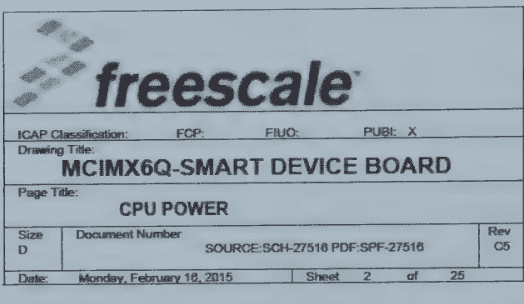 freescale™
ICAP Classification: FCP: FIUO: PUBI: X
Drawing Title:
MCIMX6Q-SMART DEVICE BOARD
Page Title:
CPU POWER
Size Document Number Rev
D SOURCE:SCH-27516 PDF:SPF-27516 C5
Date: Monday, February 16, 2015 Sheet 2 of 25